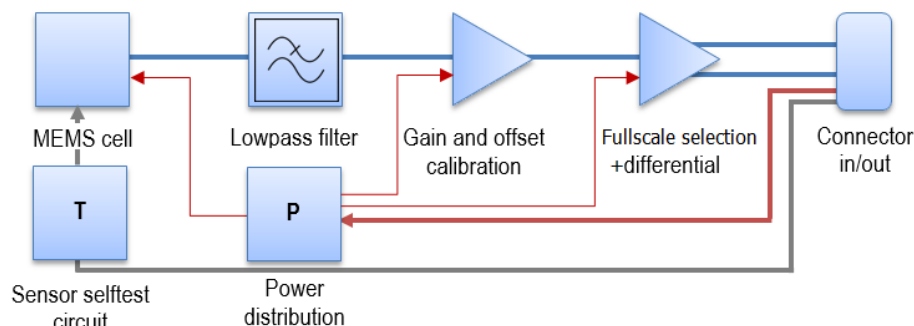 MEMS cell
Lowpass filter
Gain and offset
calibration
Fullscale selection
+differential
Connector
in/out
T
P
Sensor selftest
circuit
Power
distribution